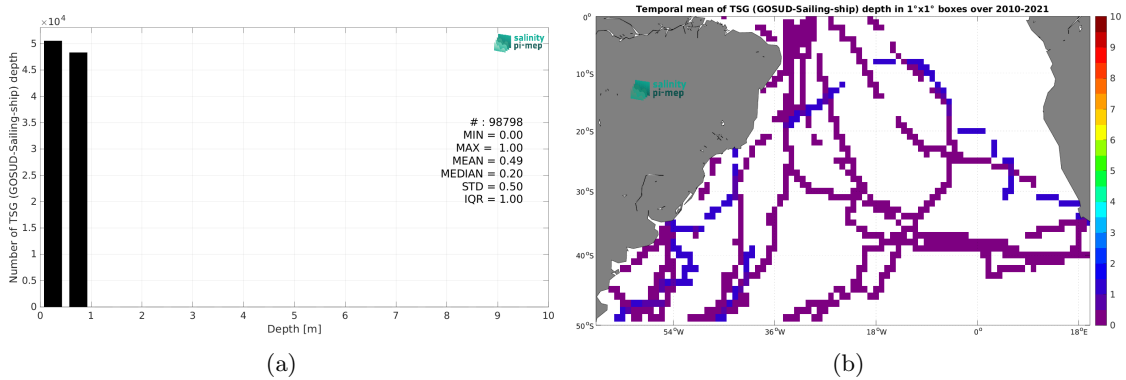 ×10⁴
Number of TSG (GOSUD-Sailing-ship) depth
5
4.5
4
3.5
3
2.5
2
1.5
1
0.5
0
0 1 2 3 4 5 6 7 8 9 10
Depth [m]
salinity
pi-mep
# : 98798
MIN = 0.00
MAX = 1.00
MEAN = 0.49
MEDIAN = 0.20
STD = 0.50
IQR = 1.00
(a)
Temporal mean of TSG (GOSUD-Sailing-ship) depth in 1°x1° boxes over 2010-2021
0°
10°S
20°S
30°S
40°S
50°S
54°W 36°W 18°W 0° 18°E
salinity
pi-mep
10
9
8
7
6
5
4
3
2
1
0
(b)